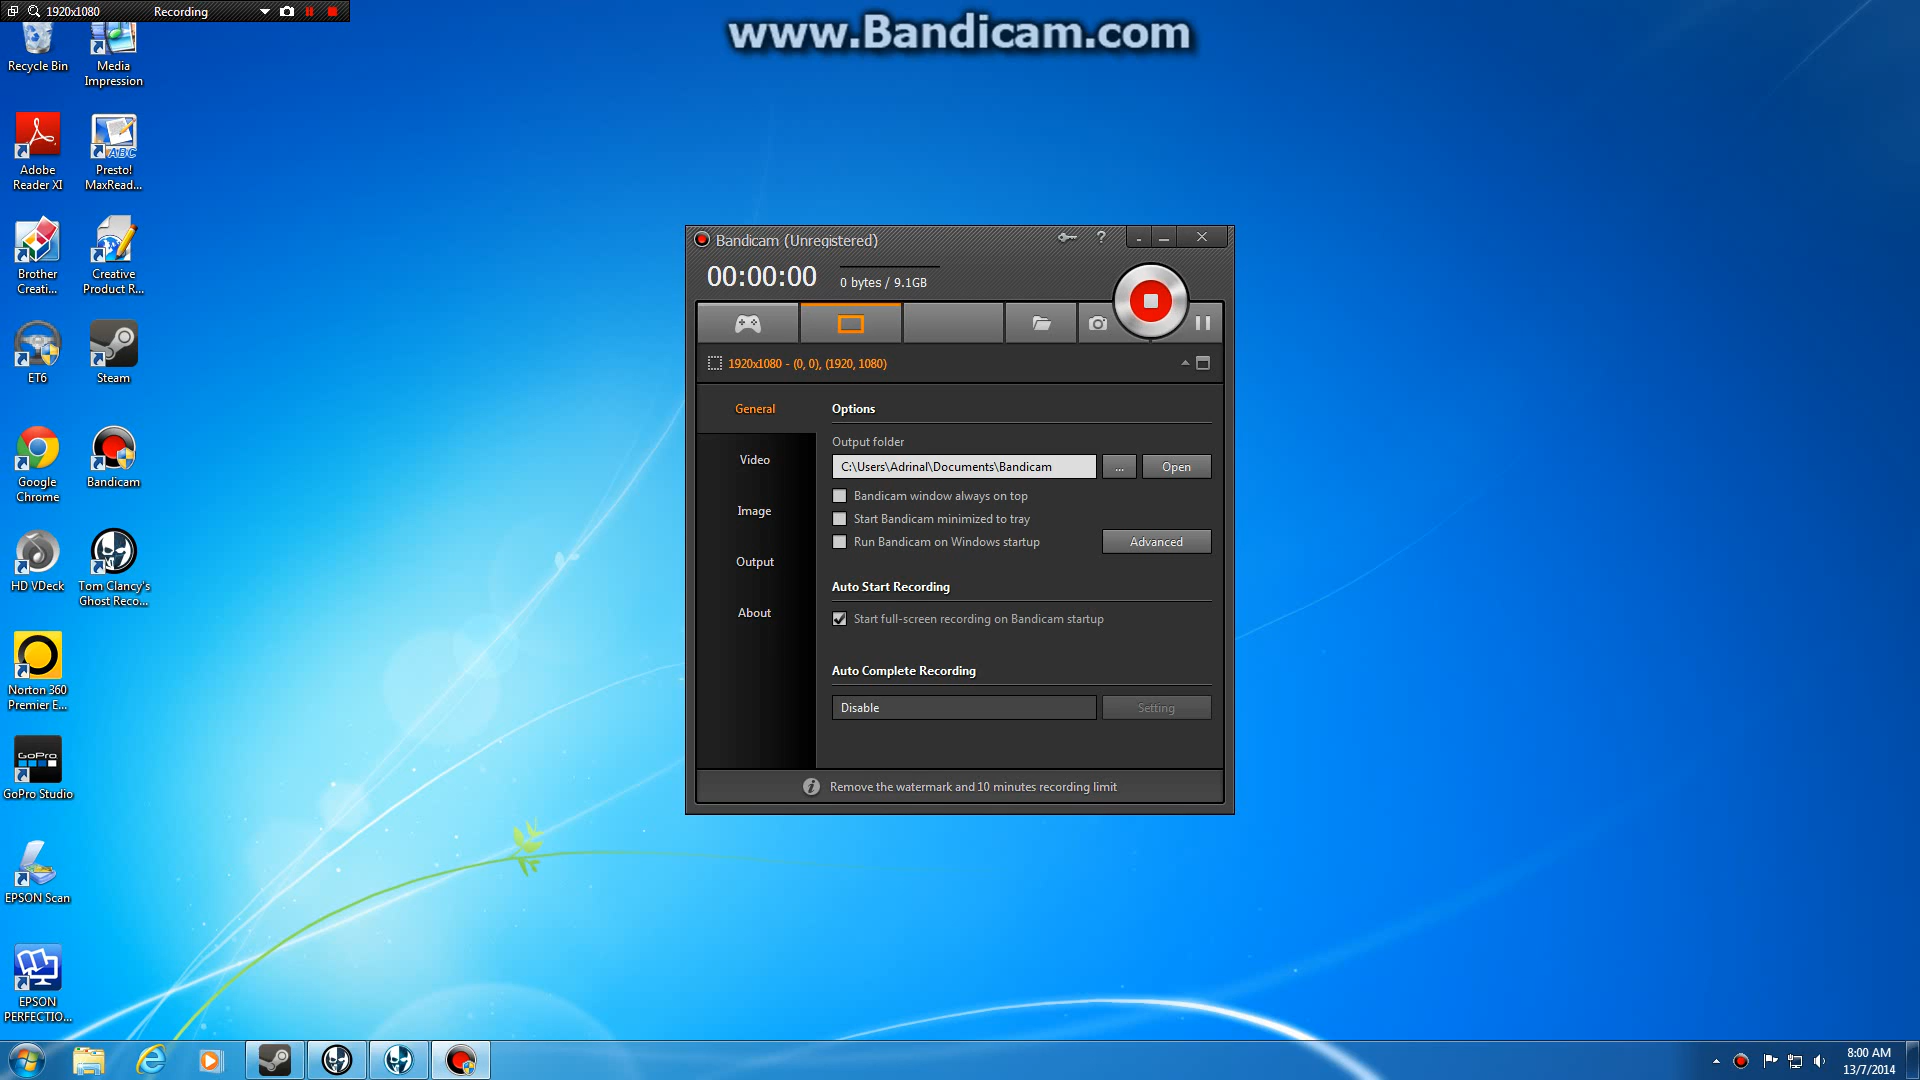 1920x1080 Recording
www.Bandicam.com
Recycle Bin
Media
Impression
Adobe
Reader XI
Presto!
MaxRead...
ABC
Brother
Creati...
Creative
Product R...
ET6
Steam
Google
Chrome
Bandicam
HD VDeck
Tom Clancy's
Ghost Reco...
Norton 360
Premier E...
GoPro
GoPro Studio
EPSON Scan
EPSON
PERFECTIO...
Bandicam (Unregistered)
?
00:00:00
0 bytes / 9.1GB
1920x1080 - (0, 0), (1920, 1080)
General
Video
Image
Output
About
Options
Output folder
C:\Users\Adrinal\Documents\Bandicam
...
Open
Bandicam window always on top
Start Bandicam minimized to tray
Run Bandicam on Windows startup
Advanced
Auto Start Recording
Start full-screen recording on Bandicam startup
Auto Complete Recording
Disable
Setting
Remove the watermark and 10 minutes recording limit
8:00 AM
13/7/2014